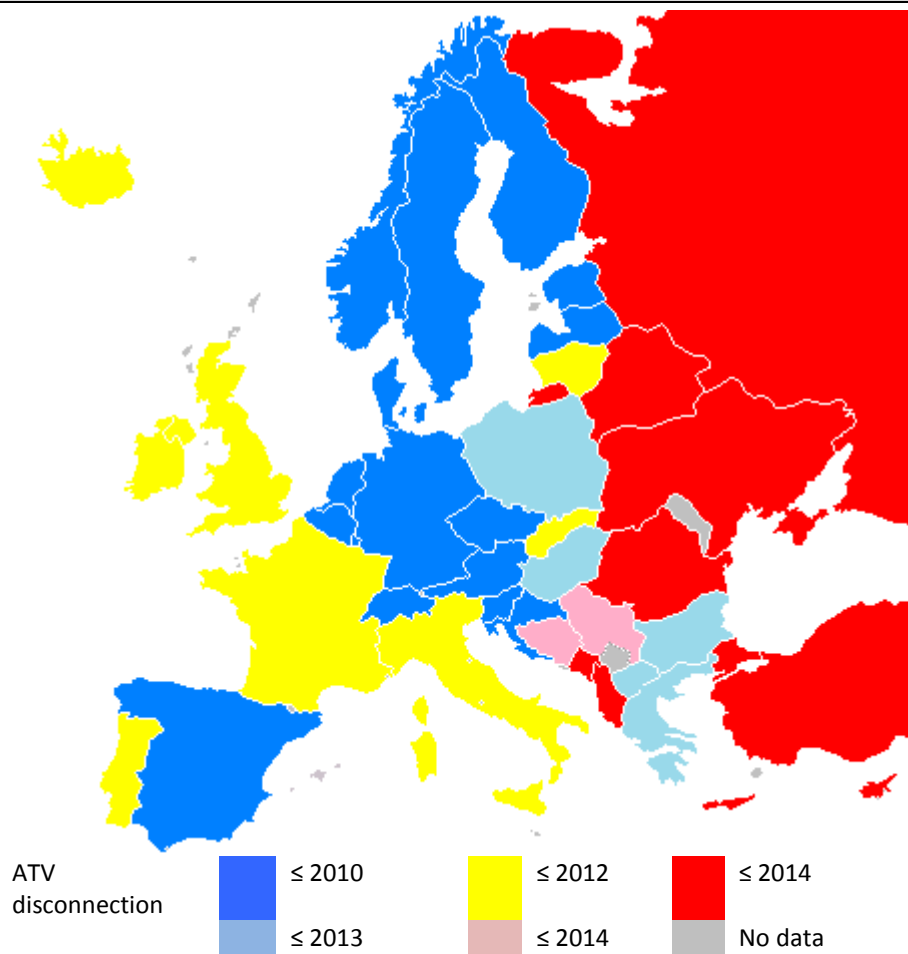 ATV
disconnection
≤ 2010
≤ 2012
≤ 2014
≤ 2013
≤ 2014
No data